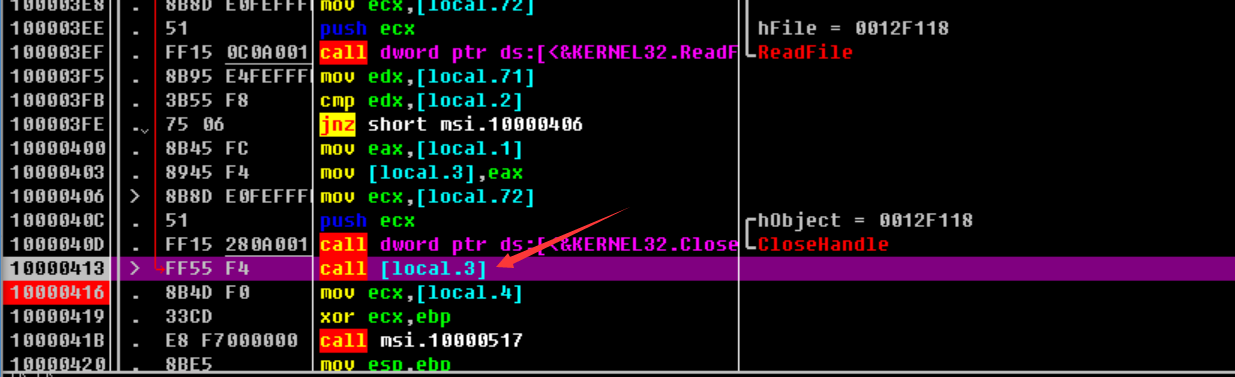 100003E8 . 8B8D E0FEFFFF mov ecx,[local.72]
100003EE . 51 push ecx hFile = 0012F118
100003EF . FF15 0C0A001 call dword ptr ds:[<&KERNEL32.ReadF ReadFile
100003F5 . 8B95 E4FEFFFF mov edx,[local.71]
100003FB . 3B55 F8 cmp edx,[local.2]
100003FE . 75 06 jnz short msi.10000406
10000400 . 8B45 FC mov eax,[local.1]
10000403 . 8945 F4 mov [local.3],eax
10000406 > 8B8D E0FEFFFF mov ecx,[local.72]
1000040C . 51 push ecx hObject = 0012F118
1000040D . FF15 280A001 call dword ptr ds:[<&KERNEL32.Close CloseHandle
10000413 > FF55 F4 call [local.3]
10000416 . 8B4D F0 mov ecx,[local.4]
10000419 . 33CD xor ecx,ebp
1000041B . E8 F7000000 call msi.10000517
10000420 . 8BE5 mov esp,ebp